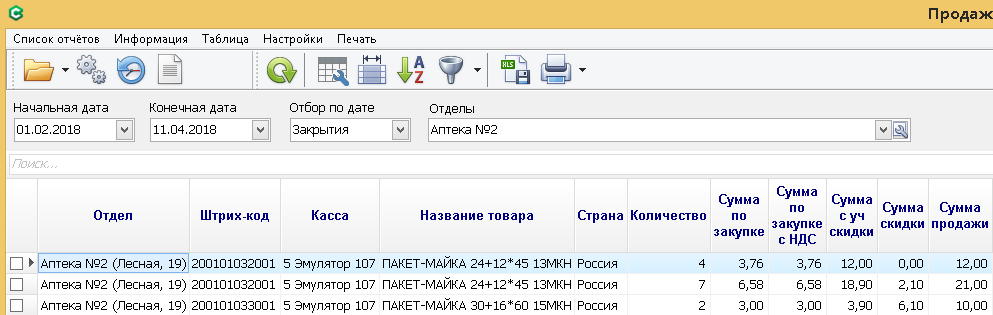 Продаж
Список отчётов Информация Таблица Настройки Печать
XLS
Начальная дата Конечная дата Отбор по дате Отделы
01.02.2018 11.04.2018 Закрытия Аптека №2
Поиск...
Отдел Штрих-код Касса Название товара Страна Количество Сумма по закупке Сумма по закупке с НДС Сумма с уч скидки Сумма скидки Сумма продажи
Аптека №2 (Лесная, 19) 200101032001 5 Эмулятор 107 ПАКЕТ-МАЙКА 24+12*45 13МКН Россия 4 3,76 3,76 12,00 0,00 12,00
Аптека №2 (Лесная, 19) 200101032001 5 Эмулятор 107 ПАКЕТ-МАЙКА 24+12*45 13МКН Россия 7 6,58 6,58 18,90 2,10 21,00
Аптека №2 (Лесная, 19) 200101033001 5 Эмулятор 107 ПАКЕТ-МАЙКА 30+16*60 15МКН Россия 2 3,00 3,00 3,90 6,10 10,00